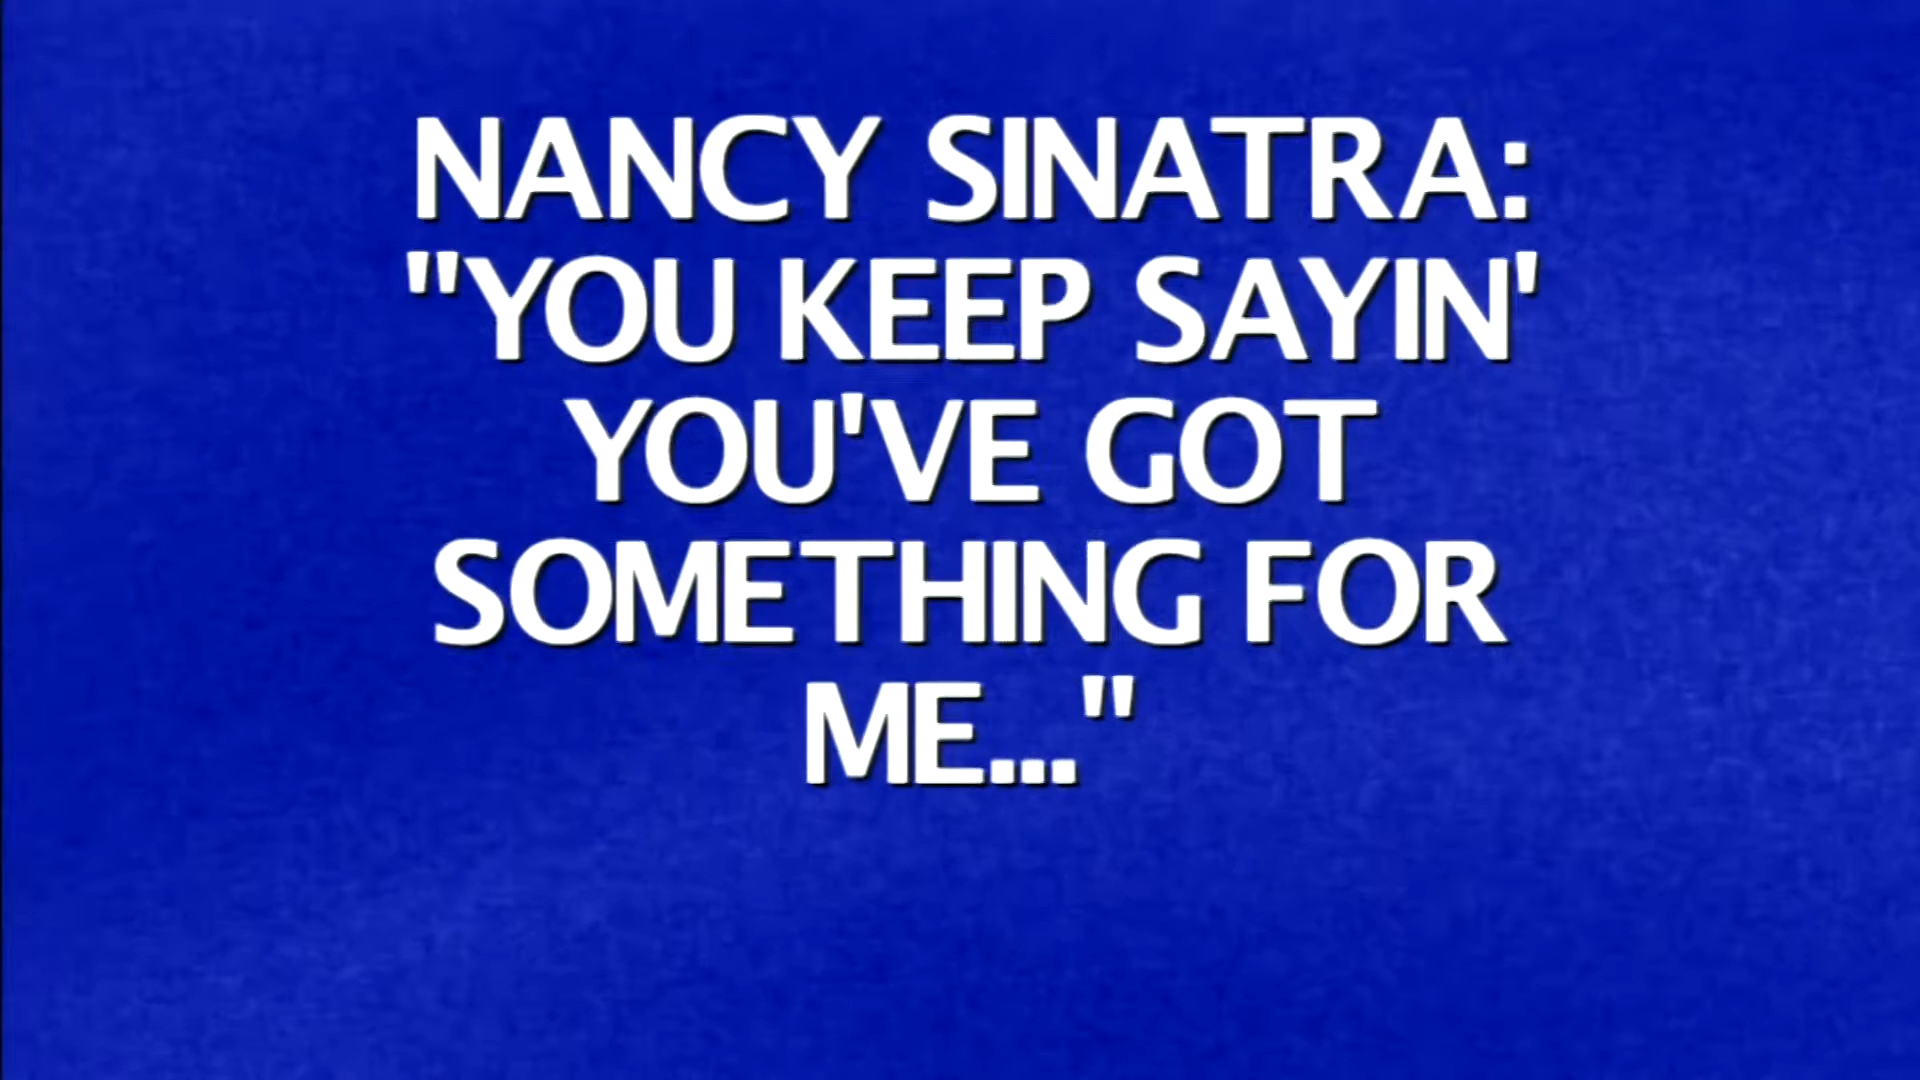 NANCY SINATRA:
"YOU KEEP SAYIN'
YOU'VE GOT
SOMETHING FOR
ME..."